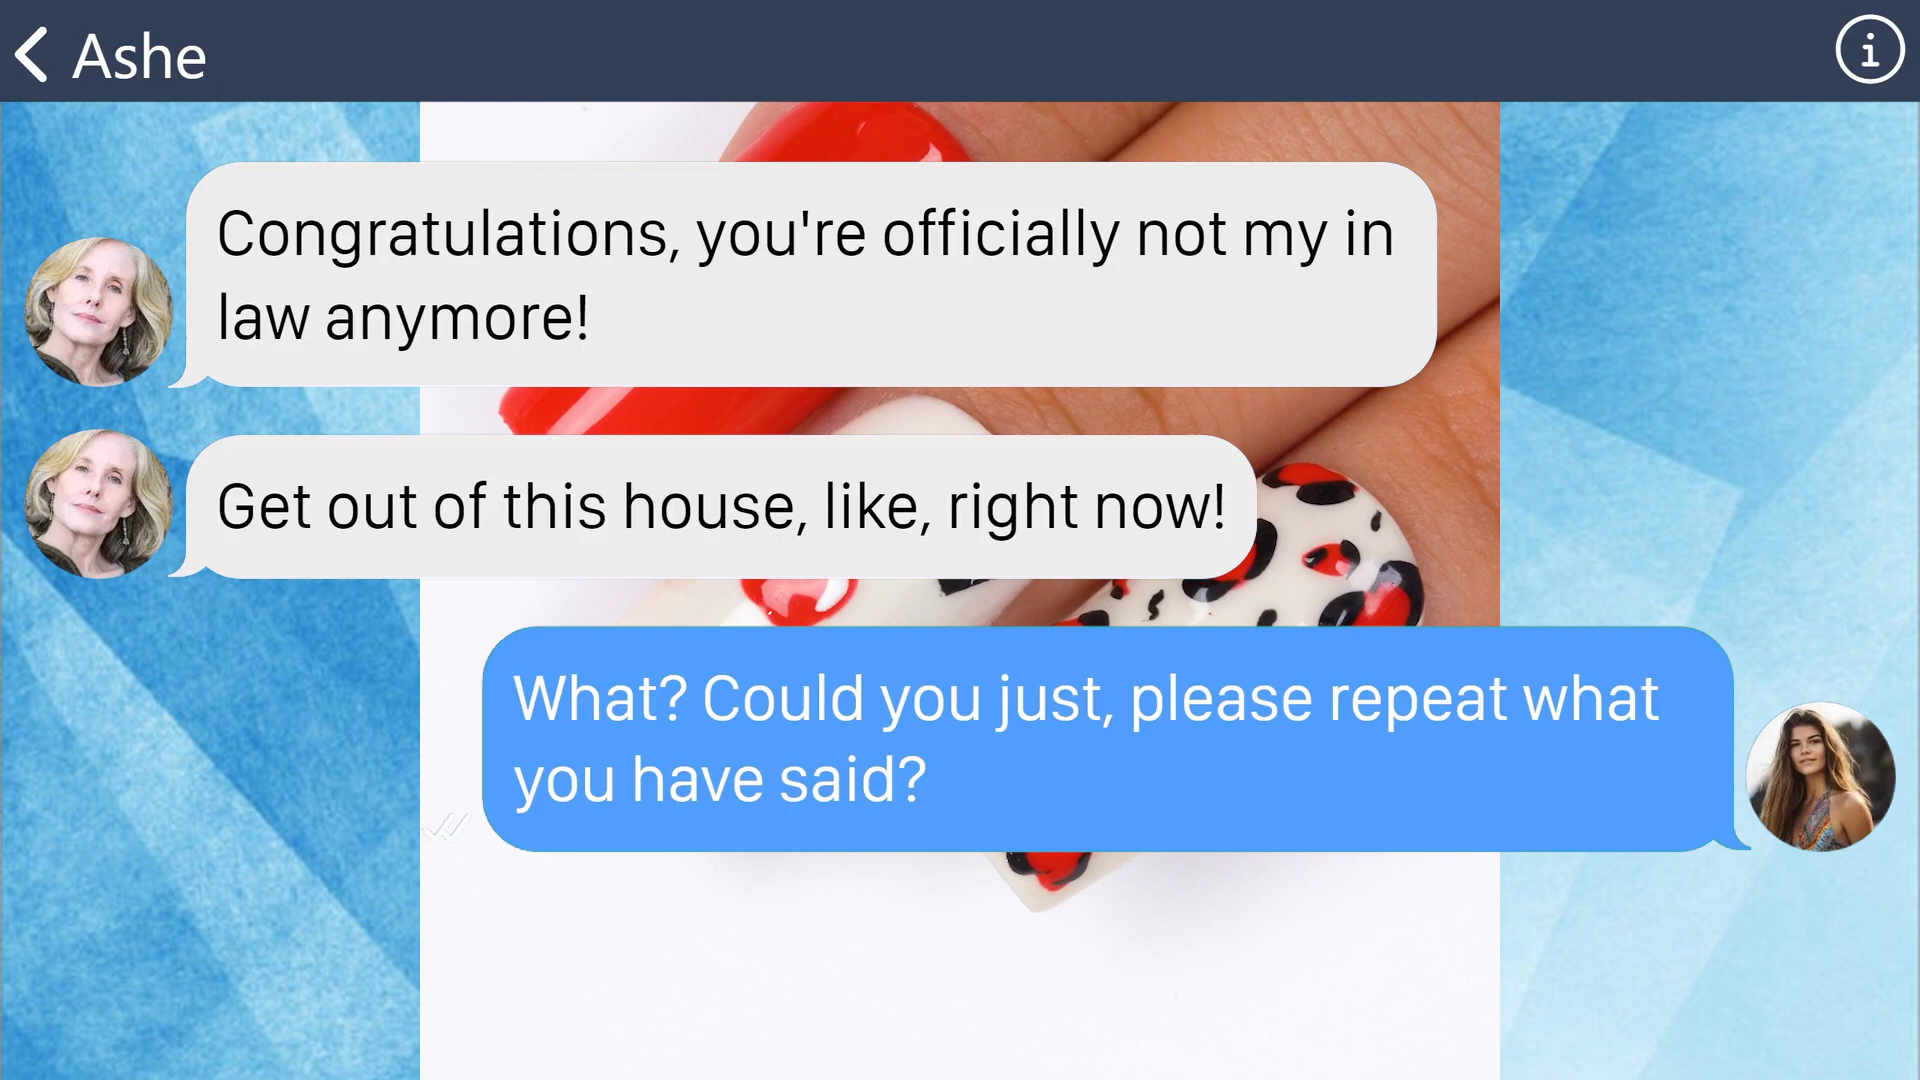 Ashe
Congratulations, you're officially not my in
law anymore!
Get out of this house, like, right now!
What? Could you just, please repeat what
you have said?